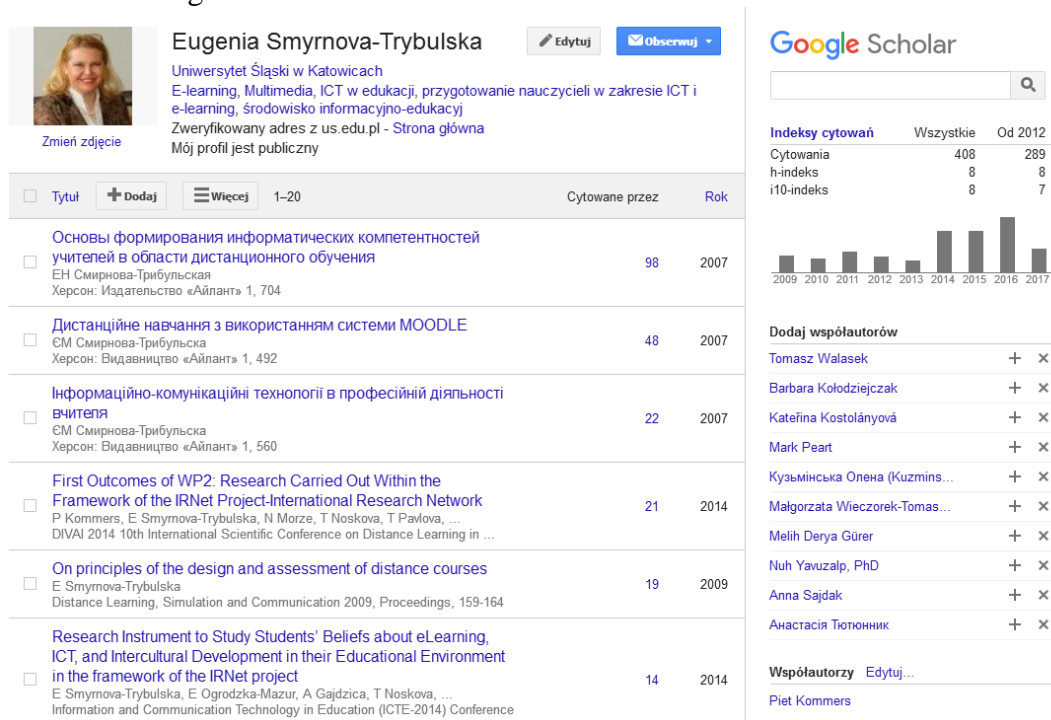 Eugenia Smyrnova-Trybulska
Edytuj
Obserwuj
Uniwersytet Śląski w Katowicach
E-learning, Multimedia, ICT w edukacji, przygotowanie nauczycieli w zakresie ICT i
e-learning, środowisko informacyjno-edukacyj
Zweryfikowany adres z us.edu.pl - Strona główna
Mój profil jest publiczny
Zmień zdjęcie
Tytuł Dodaj Więcej 1–20 Cytowane przez Rok
Основы формирования информатических компетентностей
учителей в области дистанционного обучения 98 2007
ЕН Смирнова-Трибульская
Херсон: Издательство «Айлант» 1, 704
Дистанційне навчання з використанням системи MOODLE
ЄМ Смирнова-Трибульска 48 2007
Херсон: Видавництво «Айлант» 1, 492
Інформаційно-комунікаційні технології в професійній діяльності
вчителя 22 2007
ЄМ Смирнова-Трибульска
Херсон: Видавництво «Айлант» 1, 560
First Outcomes of WP2: Research Carried Out Within the
Framework of the IRNet Project-International Research Network 21 2014
P Kommers, E Smyrnova-Trybulska, N Morze, T Noskova, T Pavlova, ...
DIVAI 2014 10th International Scientific Conference on Distance Learning in ...
On principles of the design and assessment of distance courses
E Smyrnova-Trybulska 19 2009
Distance Learning, Simulation and Communication 2009, Proceedings, 159-164
Research Instrument to Study Students' Beliefs about eLearning,
ICT, and Intercultural Development in their Educational Environment
in the framework of the IRNet project 14 2014
E Smyrnova-Trybulska, E Ogrodzka-Mazur, A Gajdzica, T Noskova, ...
Information and Communication Technology in Education (ICTE-2014) Conference
Google Scholar
Indeksy cytowań Wszystkie Od 2012
Cytowania 408 289
h-indeks 8 8
i10-indeks 8 7
2009 2010 2011 2012 2013 2014 2015 2016 2017
Dodaj współautorów
Tomasz Walasek
Barbara Kołodziejczak
Kateřina Kostolányová
Mark Peart
Кузьмінська Олена (Kuzmins...
Małgorzata Wieczorek-Tomas...
Melih Derya Gürer
Nuh Yavuzalp, PhD
Anna Sajdak
Анастасія Тютюнник
Współautorzy Edytuj...
Piet Kommers